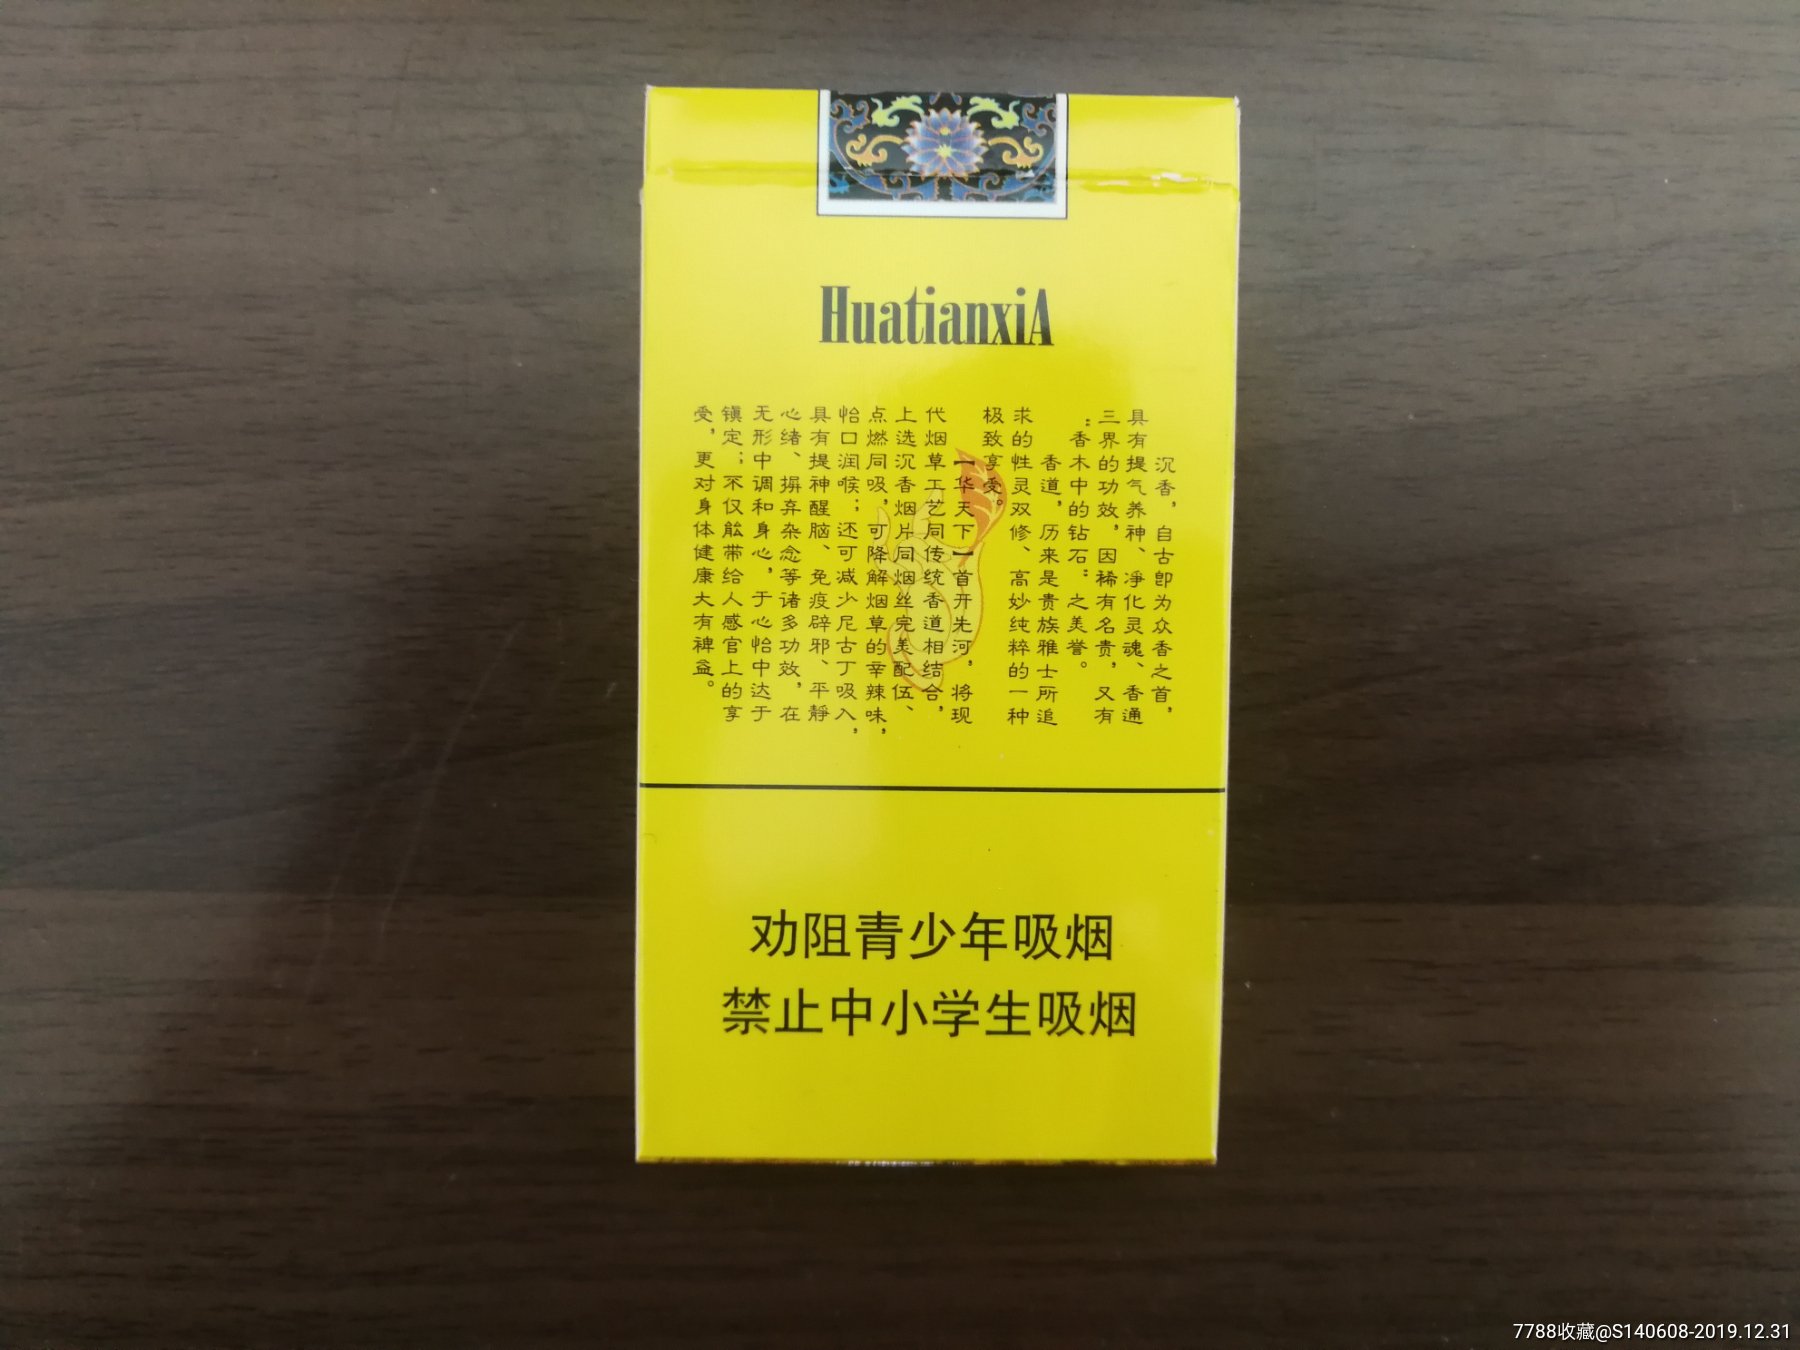 HuatianxiA
沉香，自古即为众香之首，
具有提气养神、净化灵魂、香通
三界的功效，因稀有名贵，又有
“香木中的钻石”之美誉。
香道，历来是贵族雅士所追
求的性灵双修、高妙纯粹的一种
极致享受。
【华天下】首开先河，将现
代烟草工艺同传统香道相结合，
上选沉香烟片同烟丝完美配伍、
点燃同吸，可降解烟草的辛辣味，
怡口润喉；还可减少尼古丁吸入，
具有提神醒脑、免疫辟邪、平静
心绪、摒弃杂念等诸多功效，在
无形中调和身心，于心怡中达于
镇定；不仅能带给人感官上的享
受，更对身体健康大有裨益。
劝阻青少年吸烟
禁止中小学生吸烟
7788收藏@S140608-2019.12.31